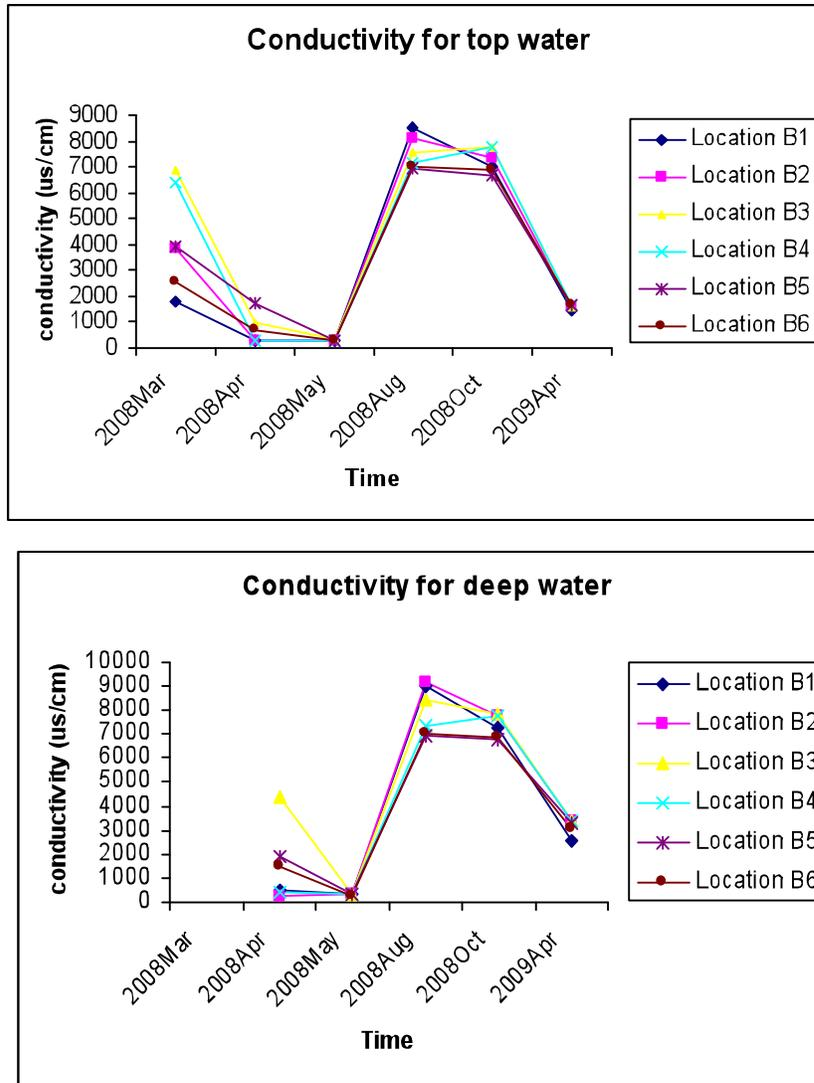 Conductivity for top water
conductivity (us/cm)
9000
8000
7000
6000
5000
4000
3000
2000
1000
0
2008Mar
2008Apr
2008May
2008Aug
2008Oct
2009Apr
Time
Location B1
Location B2
Location B3
Location B4
Location B5
Location B6
Conductivity for deep water
conductivity (us/cm)
10000
9000
8000
7000
6000
5000
4000
3000
2000
1000
0
2008Mar
2008Apr
2008May
2008Aug
2008Oct
2009Apr
Time
Location B1
Location B2
Location B3
Location B4
Location B5
Location B6